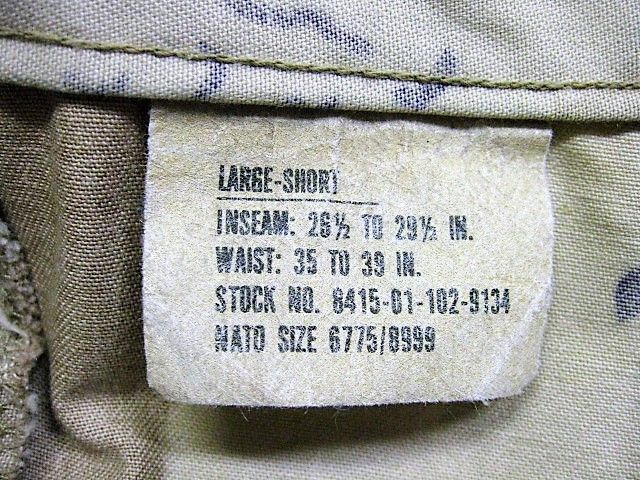 LARGE-SHORT
INSEAM: 26½ TO 29½ IN.
WAIST: 35 TO 39 IN.
STOCK NO. 8415-01-102-9134
NATO SIZE 6775/8999